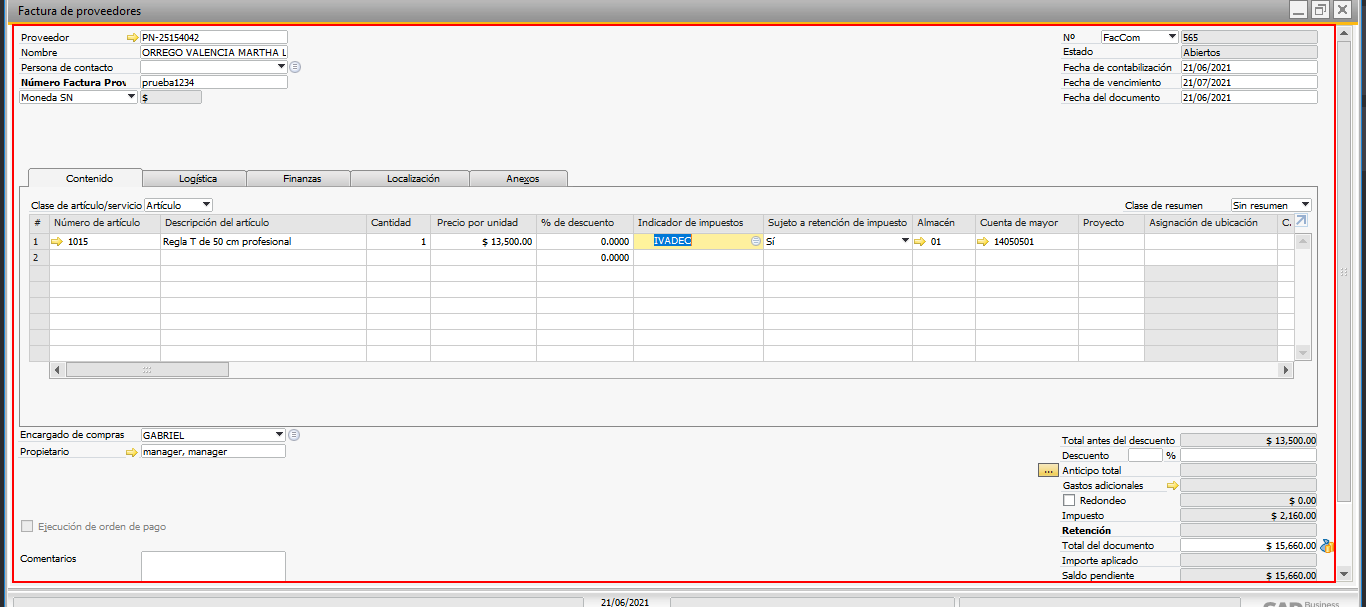 Factura de proveedores
Proveedor PN-25154042 Nº FacCom 565
Nombre ORREGO VALENCIA MARTHA L Estado Abiertos
Persona de contacto Fecha de contabilización 21/06/2021
Número Factura Prov prueba1234 Fecha de vencimiento 21/07/2021
Moneda SN $ Fecha del documento 21/06/2021
Contenido Logística Finanzas Localización Anexos
Clase de artículo/servicio Artículo Clase de resumen Sin resumen
# Número de artículo Descripción del artículo Cantidad Precio por unidad % de descuento Indicador de impuestos Sujeto a retención de impuesto Almacén Cuenta de mayor Proyecto Asignación de ubicación C.
1 1015 Regla T de 50 cm profesional 1 $ 13,500.00 0.0000 IVADEC Sí 01 14050501
2 0.0000
Encargado de compras GABRIEL Total antes del descuento $ 13,500.00
Propietario manager, manager Descuento %
... Anticipo total
Gastos adicionales
Redondeo $ 0.00
Impuesto $ 2,160.00
Ejecución de orden de pago Retención
Total del documento $ 15,660.00
Comentarios Importe aplicado
Saldo pendiente $ 15,660.00
21/06/2021
Business